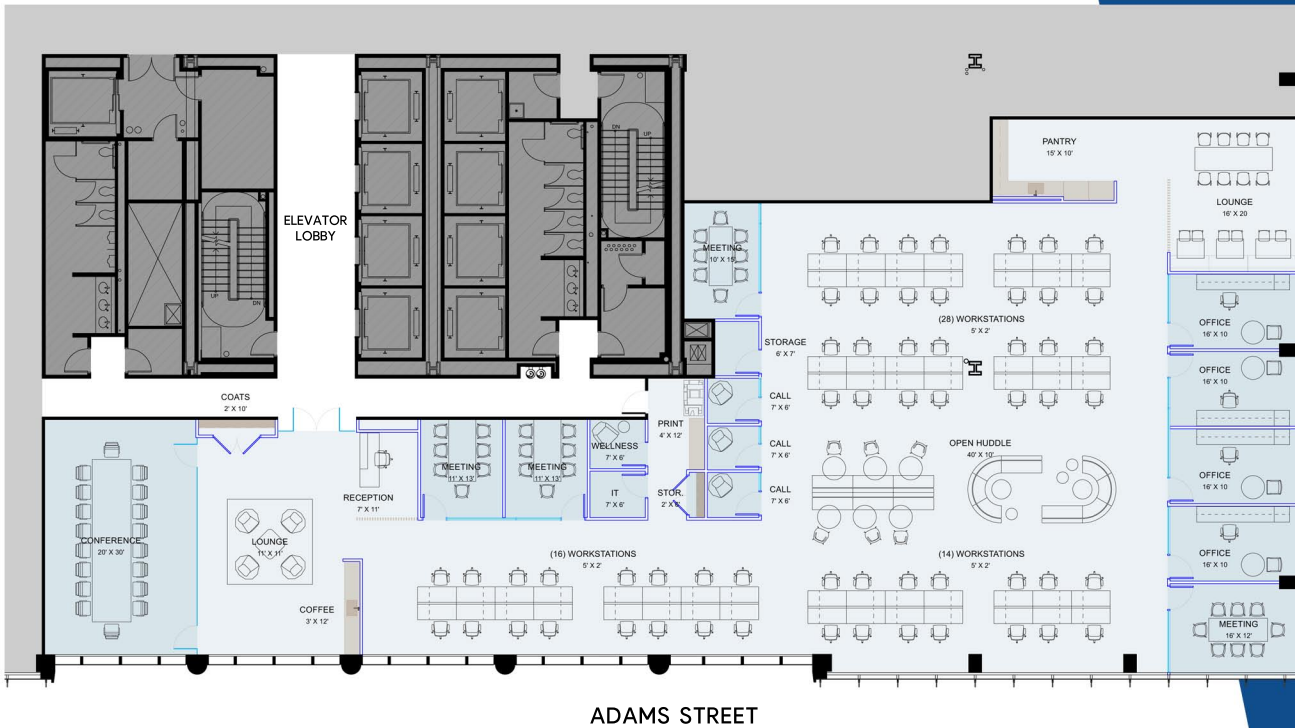 PANTRY
15' X 10'
DN
UP
LOUNGE
16' X 20
ELEVATOR
LOBBY
MEETING
10' X 15'
UP
DN
(28) WORKSTATIONS
5' X 2'
OFFICE
16' X 10
STORAGE
6' X 7'
OFFICE
16' X 10
COATS
2' X 10'
CALL
7' X 6'
PRINT
4' X 12'
WELLNESS
7' X 6'
CALL
7' X 6'
OPEN HUDDLE
40' X 10'
MEETING
11' X 13'
MEETING
11' X 13'
OFFICE
16' X 10
RECEPTION
7' X 11'
IT
7' X 6'
STOR.
CALL
7' X 6'
CONFERENCE
20' X 30'
LOUNGE
11' X 11'
(16) WORKSTATIONS
5' X 2'
(14) WORKSTATIONS
5' X 2'
OFFICE
16' X 10
COFFEE
3' X 12'
MEETING
16' X 12'
ADAMS STREET